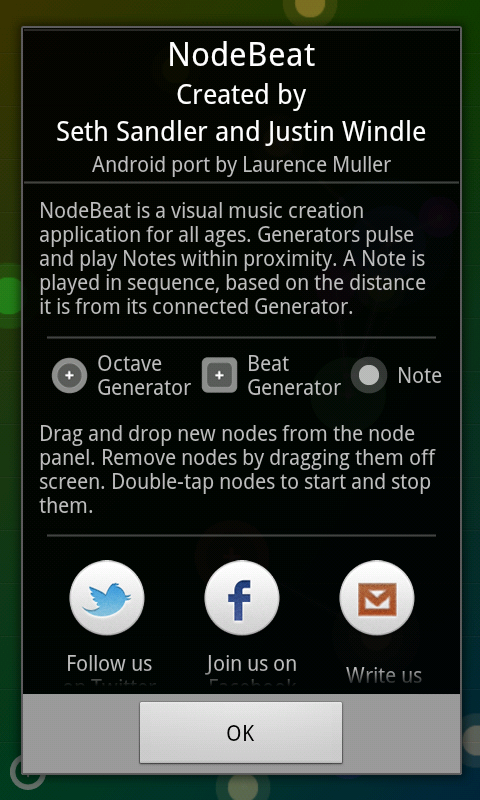 NodeBeat
Created by
Seth Sandler and Justin Windle
Android port by Laurence Muller
NodeBeat is a visual music creation
application for all ages. Generators pulse
and play Notes within proximity. A Note is
played in sequence, based on the distance
it is from its connected Generator.
Octave
Generator
Beat
Generator
Note
Drag and drop new nodes from the node
panel. Remove nodes by dragging them off
screen. Double-tap nodes to start and stop
them.
Follow us
on Twitter
Join us on
Facebook
Write us
OK